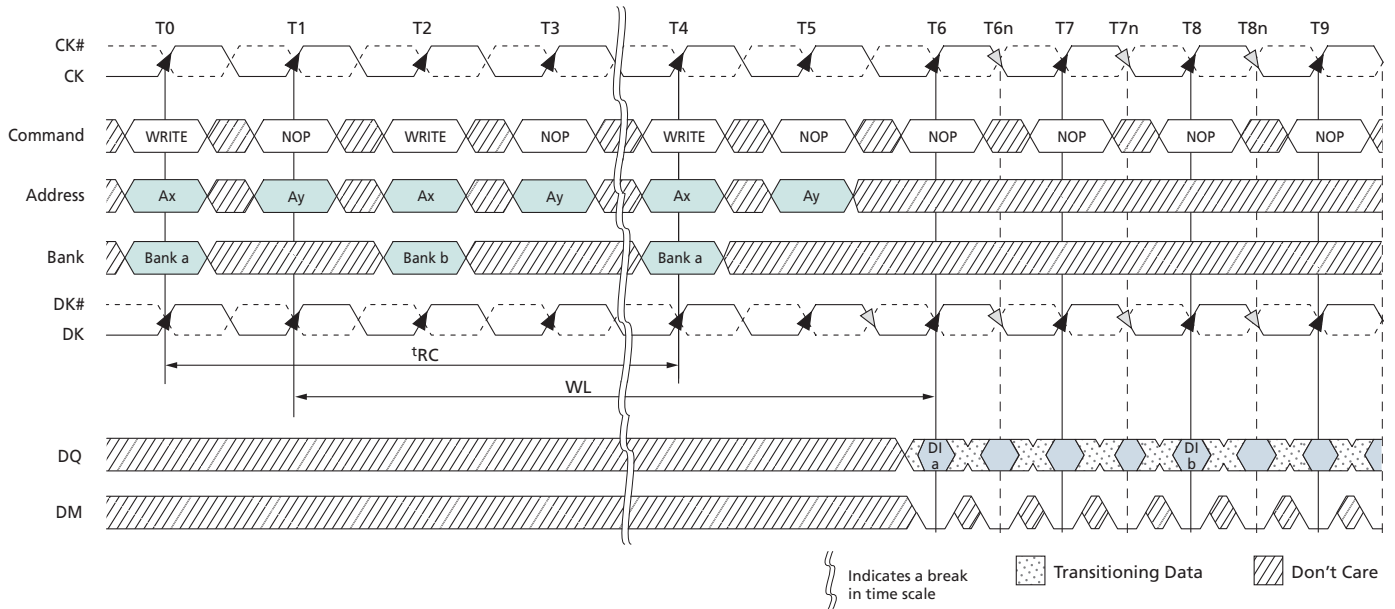 T0 T1 T2 T3 T4 T5 T6 T6n T7 T7n T8 T8n T9
CK#
CK
Command WRITE NOP WRITE NOP WRITE NOP NOP NOP NOP NOP
Address Ax Ay Ax Ay Ax Ay
Bank Bank a Bank b Bank a
DK#
DK
tRC
WL
DQ DI a DI b
DM
Indicates a break
in time scale
Transitioning Data
Don't Care